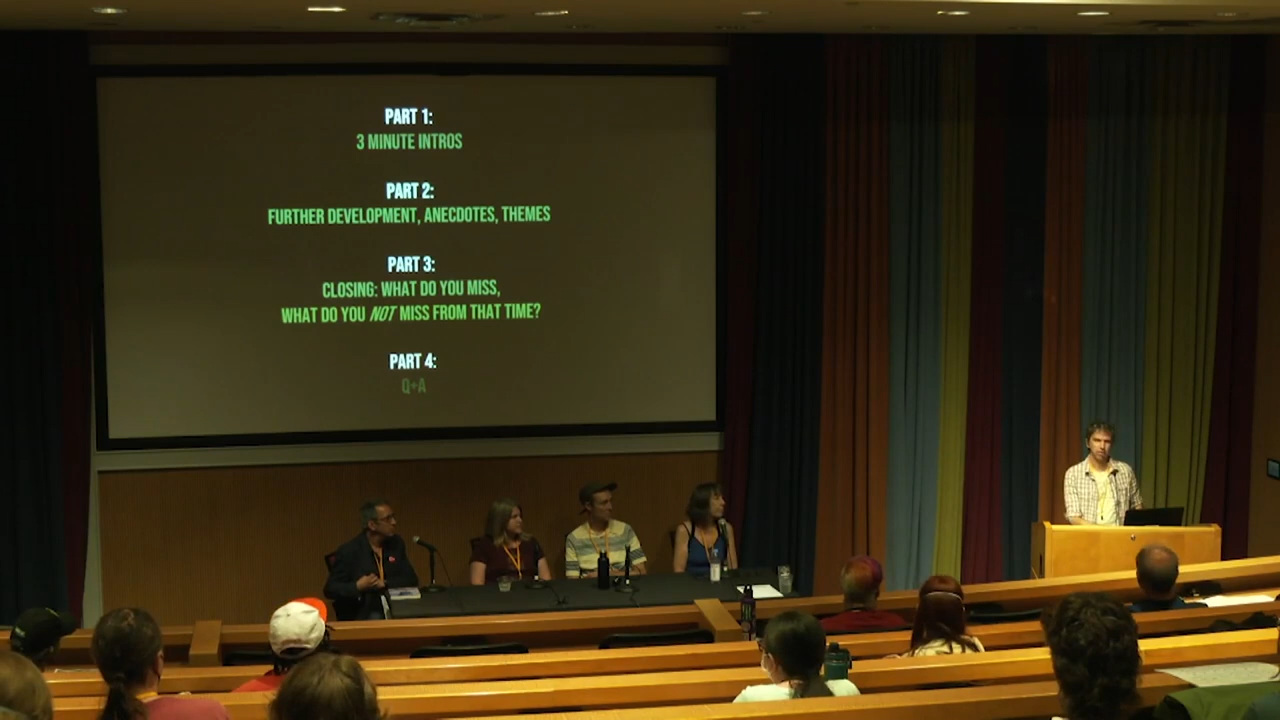 PART 1:
3 MINUTE INTROS
PART 2:
FURTHER DEVELOPMENT, ANECDOTES, THEMES
PART 3:
CLOSING: WHAT DO YOU MISS,
WHAT DO YOU NOT MISS FROM THAT TIME?
PART 4:
Q+A